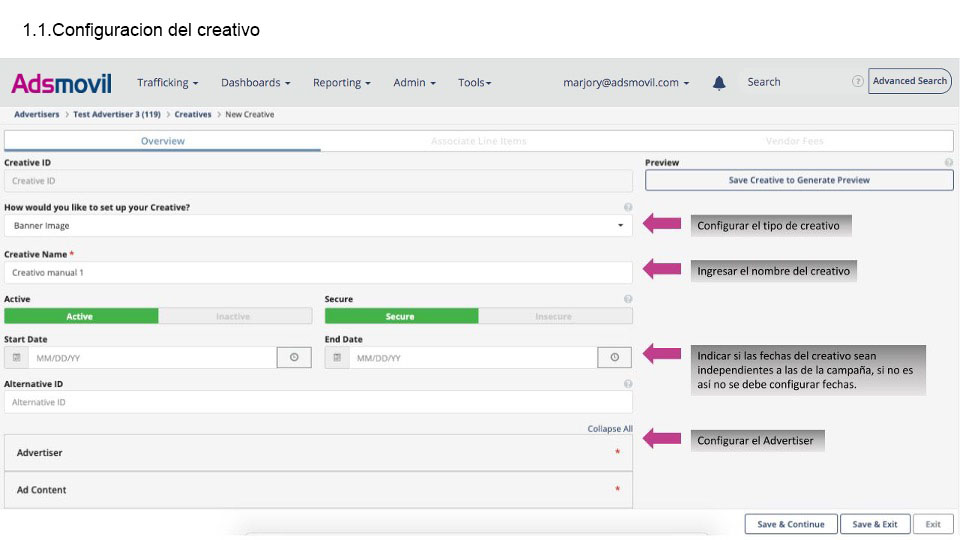 1.1.Configuracion del creativo
Adsmovil
Trafficking
Dashboards
Reporting
Admin
Tools
marjory@adsmovil.com
Search
?
Advanced Search
Advertisers > Test Advertiser 3 (119) > Creatives > New Creative
Overview
Associate Line Items
Vendor Fees
Creative ID
Creative ID
Preview
Save Creative to Generate Preview
How would you like to set up your Creative?
Banner Image
Configurar el tipo de creativo
Creative Name *
Creativo manual 1
Ingresar el nombre del creativo
Active
Secure
Active
Inactive
Secure
Insecure
Start Date
End Date
MM/DD/YY
MM/DD/YY
Indicar si las fechas del creativo sean
independientes a las de la campaña, si no es
así no se debe configurar fechas.
Alternative ID
Alternative ID
Collapse All
Configurar el Advertiser
Advertiser *
Ad Content *
Save & Continue
Save & Exit
Exit